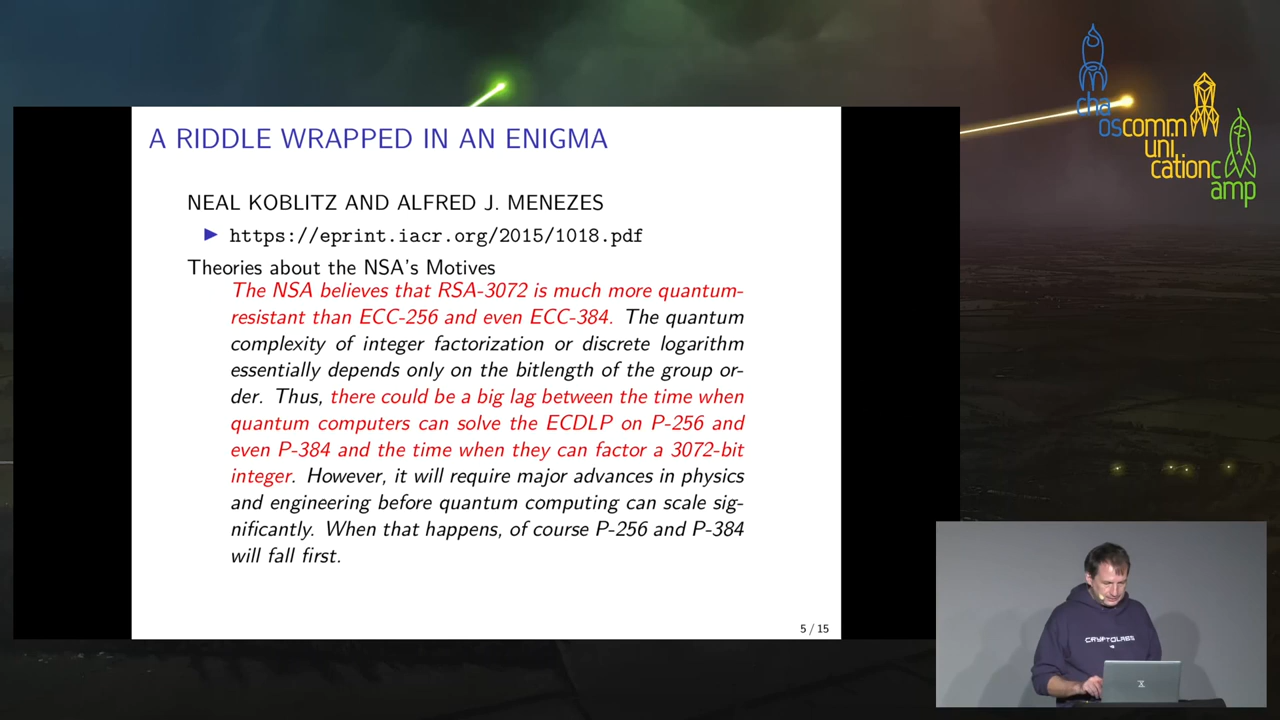 A RIDDLE WRAPPED IN AN ENIGMA
NEAL KOBLITZ AND ALFRED J. MENEZES
https://eprint.iacr.org/2015/1018.pdf
Theories about the NSA's Motives
The NSA believes that RSA-3072 is much more quantum-
resistant than ECC-256 and even ECC-384. The quantum
complexity of integer factorization or discrete logarithm
essentially depends only on the bitlength of the group or-
der. Thus, there could be a big lag between the time when
quantum computers can solve the ECDLP on P-256 and
even P-384 and the time when they can factor a 3072-bit
integer. However, it will require major advances in physics
and engineering before quantum computing can scale sig-
nificantly. When that happens, of course P-256 and P-384
will fall first.
5 / 15
cha
oscomm
uni
cationc
amp
CRYPTOLABS